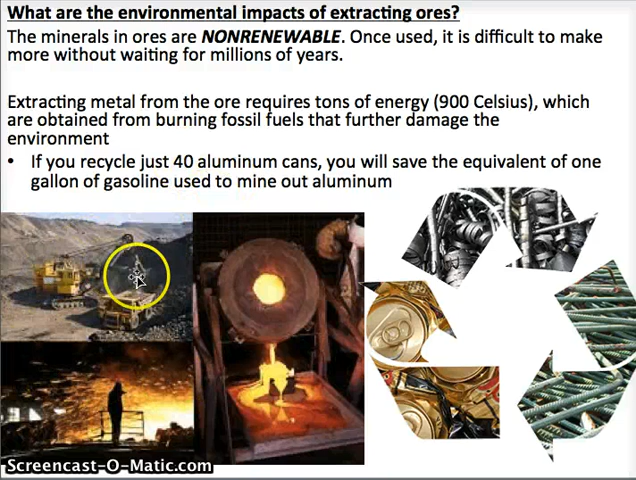 What are the environmental impacts of extracting ores?
The minerals in ores are NONRENEWABLE. Once used, it is difficult to make
more without waiting for millions of years.
Extracting metal from the ore requires tons of energy (900 Celsius), which
are obtained from burning fossil fuels that further damage the
environment
• If you recycle just 40 aluminum cans, you will save the equivalent of one
gallon of gasoline used to mine out aluminum
Screencast-O-Matic.com